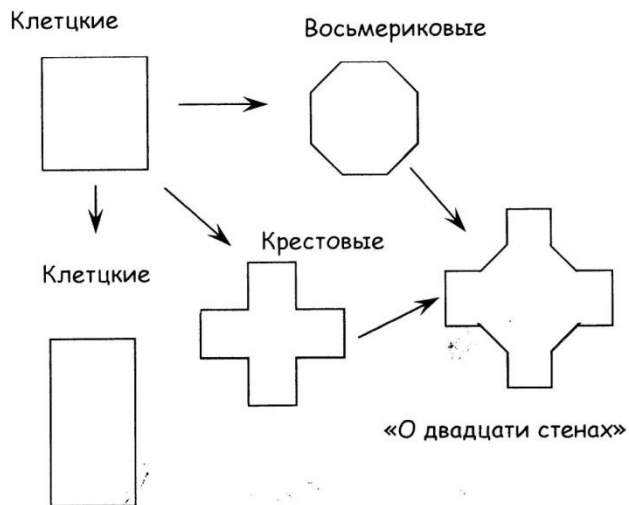 Клетцкие
Восьмериковые
Крестовые
Клетцкие
«О двадцати стенах»